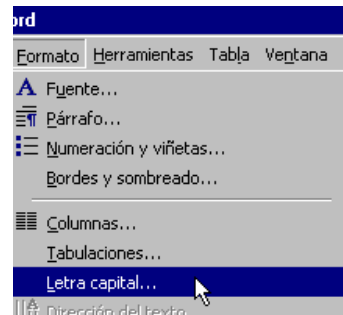 ord
Formato Herramientas Tabla Ventana
Fuente...
Párrafo...
Numeración y viñetas...
Bordes y sombreado...
Columnas...
Tabulaciones...
Letra capital...
Dirección del texto